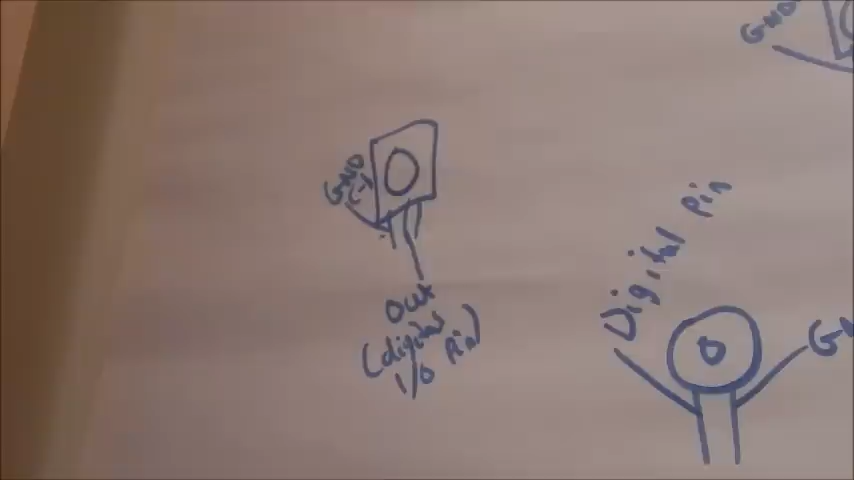 GND
GND
(-)
Digital Pin
Out
(digital
I/O Pin)